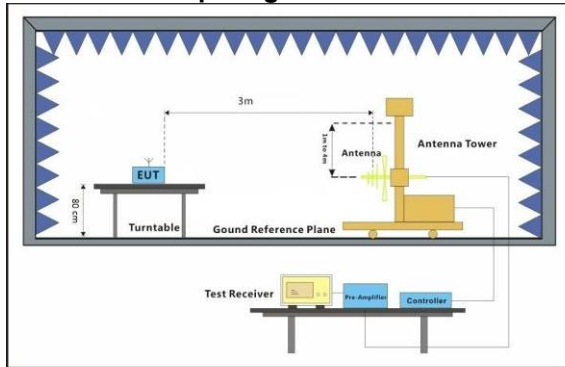 3m
1m to 4m
Antenna
Antenna Tower
EUT
80 cm
Turntable
Gound Reference Plane
Test Receiver
Pre-Amplifier
Controller